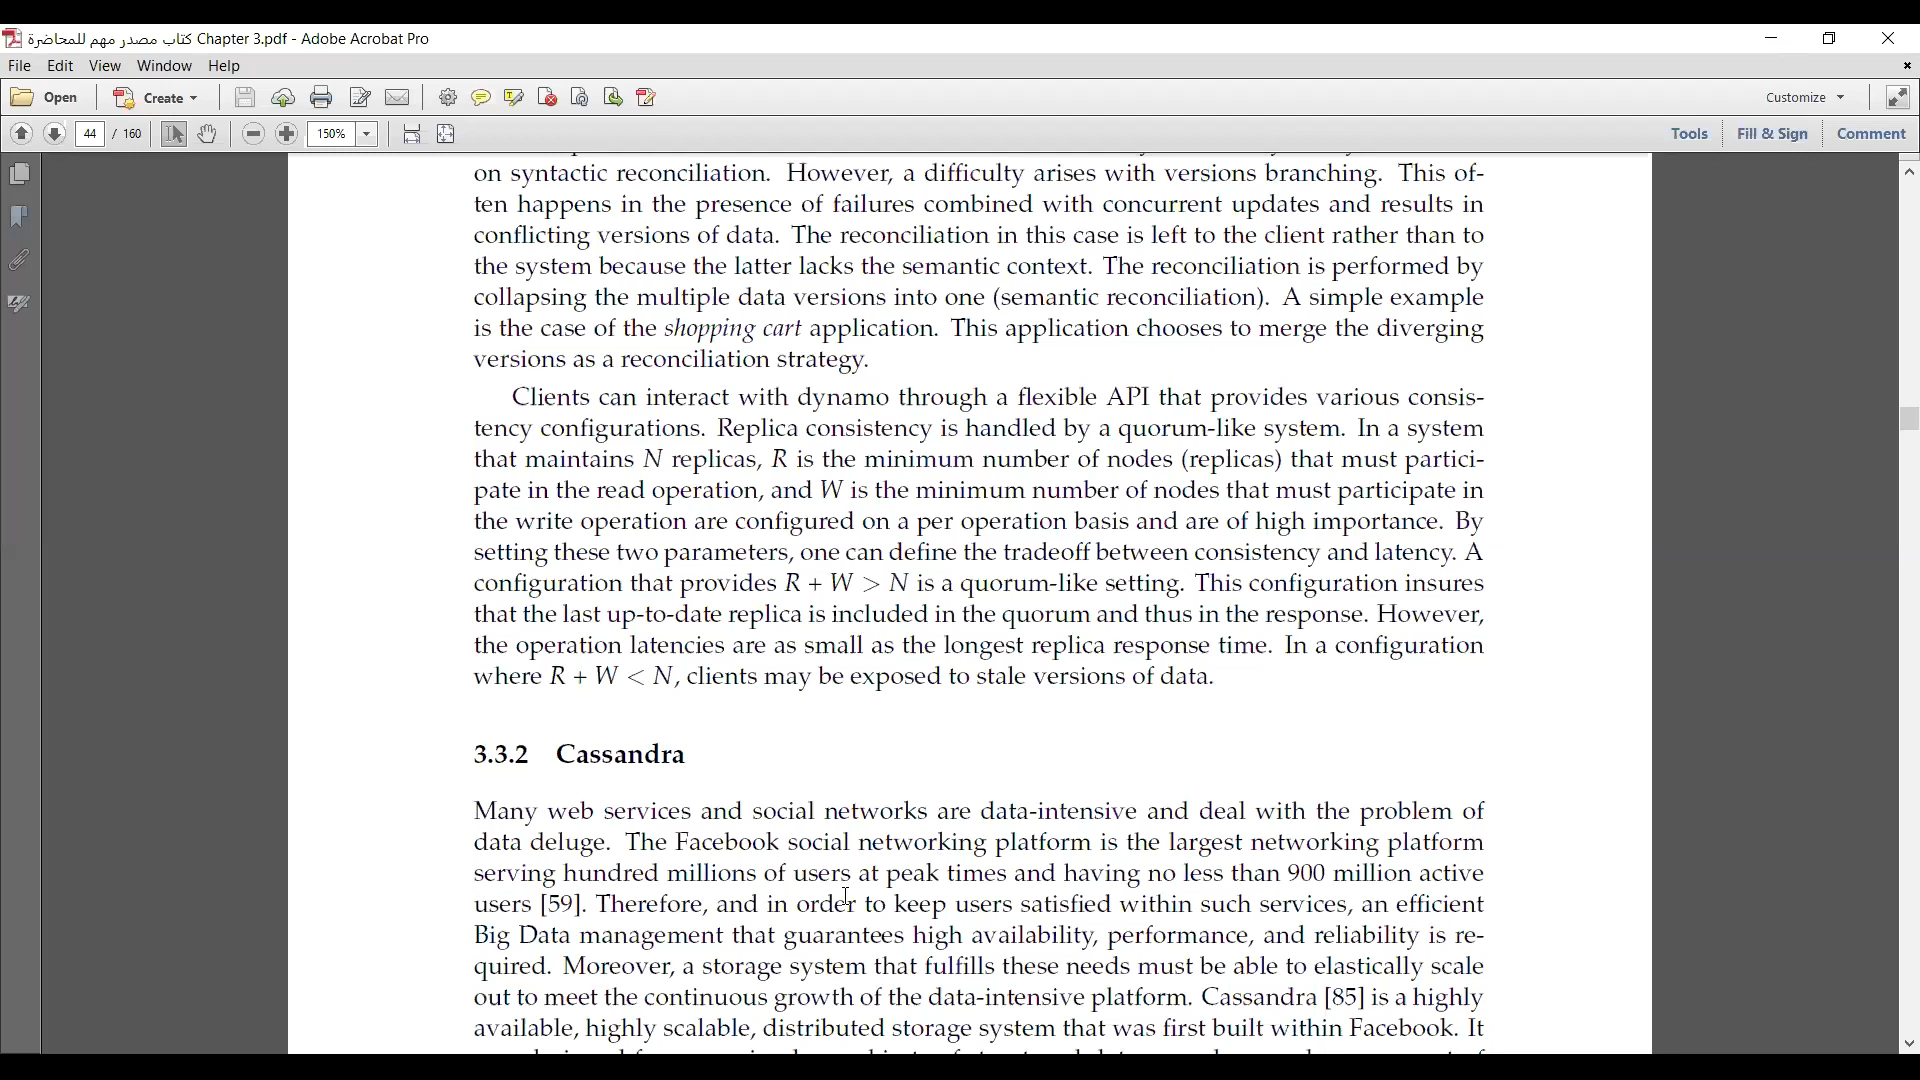 كتاب مصدر مهم للمحاضرة Chapter 3.pdf - Adobe Acrobat Pro
File Edit View Window Help
Open Create Customize
44 / 160 150% Tools Fill & Sign Comment
on syntactic reconciliation. However, a difficulty arises with versions branching. This of-
ten happens in the presence of failures combined with concurrent updates and results in
conflicting versions of data. The reconciliation in this case is left to the client rather than to
the system because the latter lacks the semantic context. The reconciliation is performed by
collapsing the multiple data versions into one (semantic reconciliation). A simple example
is the case of the shopping cart application. This application chooses to merge the diverging
versions as a reconciliation strategy.
Clients can interact with dynamo through a flexible API that provides various consis-
tency configurations. Replica consistency is handled by a quorum-like system. In a system
that maintains N replicas, R is the minimum number of nodes (replicas) that must partici-
pate in the read operation, and W is the minimum number of nodes that must participate in
the write operation are configured on a per operation basis and are of high importance. By
setting these two parameters, one can define the tradeoff between consistency and latency. A
configuration that provides R + W > N is a quorum-like setting. This configuration insures
that the last up-to-date replica is included in the quorum and thus in the response. However,
the operation latencies are as small as the longest replica response time. In a configuration
where R + W < N, clients may be exposed to stale versions of data.
3.3.2 Cassandra
Many web services and social networks are data-intensive and deal with the problem of
data deluge. The Facebook social networking platform is the largest networking platform
serving hundred millions of users at peak times and having no less than 900 million active
users [59]. Therefore, and in order to keep users satisfied within such services, an efficient
Big Data management that guarantees high availability, performance, and reliability is re-
quired. Moreover, a storage system that fulfills these needs must be able to elastically scale
out to meet the continuous growth of the data-intensive platform. Cassandra [85] is a highly
available, highly scalable, distributed storage system that was first built within Facebook. It